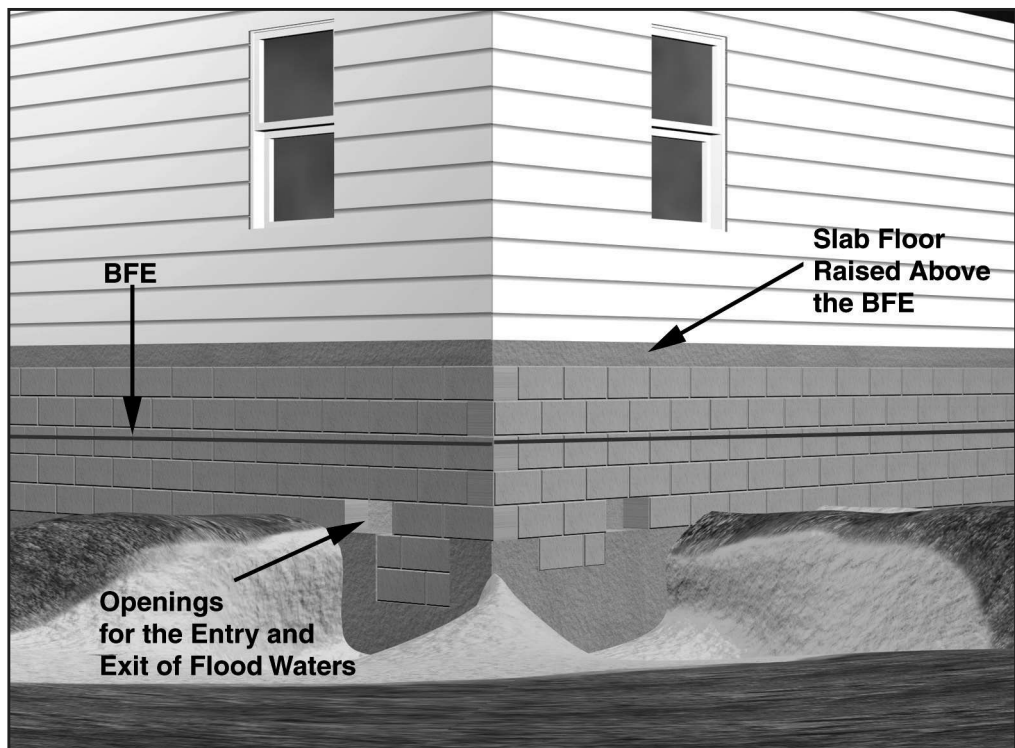 BFE
Slab Floor
Raised Above
the BFE
Openings
for the Entry and
Exit of Flood Waters